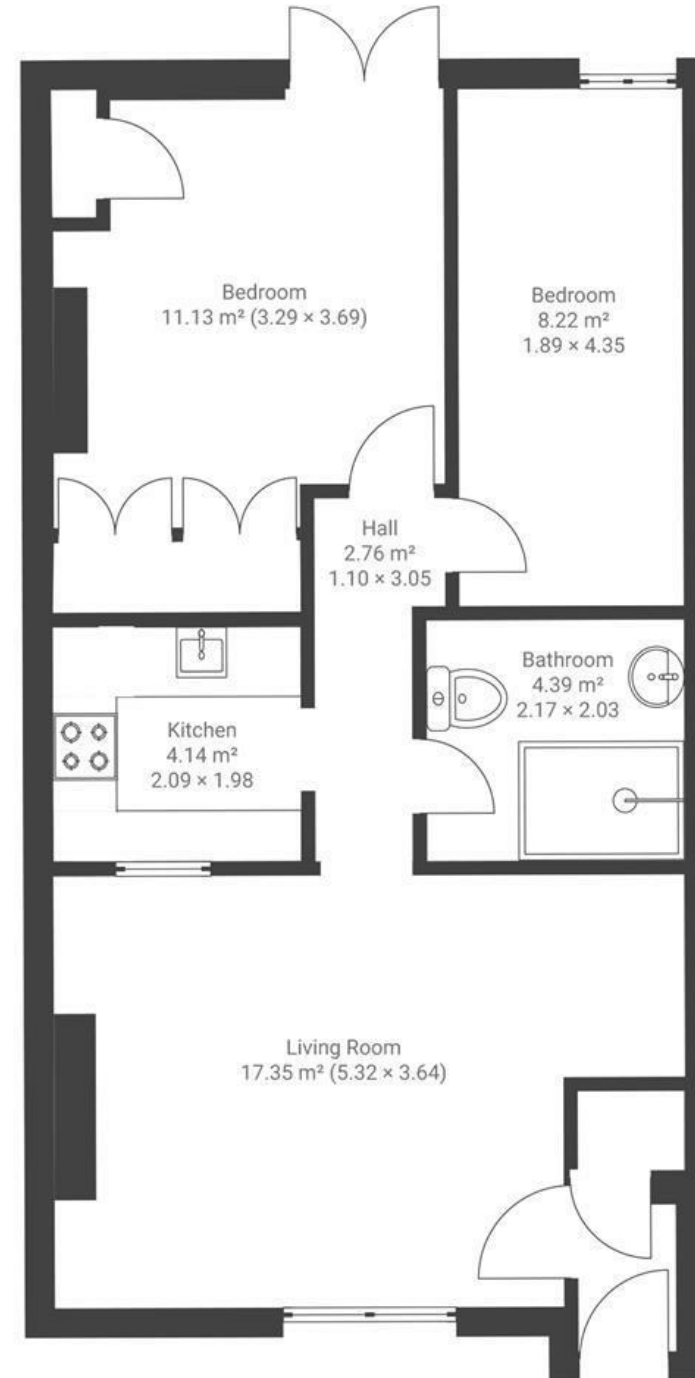 Bedroom
11.13 m² (3.29 × 3.69)
Bedroom
8.22 m²
1.89 × 4.35
Hall
2.76 m²
1.10 × 3.05
Bathroom
4.39 m²
2.17 × 2.03
Kitchen
4.14 m²
2.09 × 1.98
Living Room
17.35 m² (5.32 × 3.64)